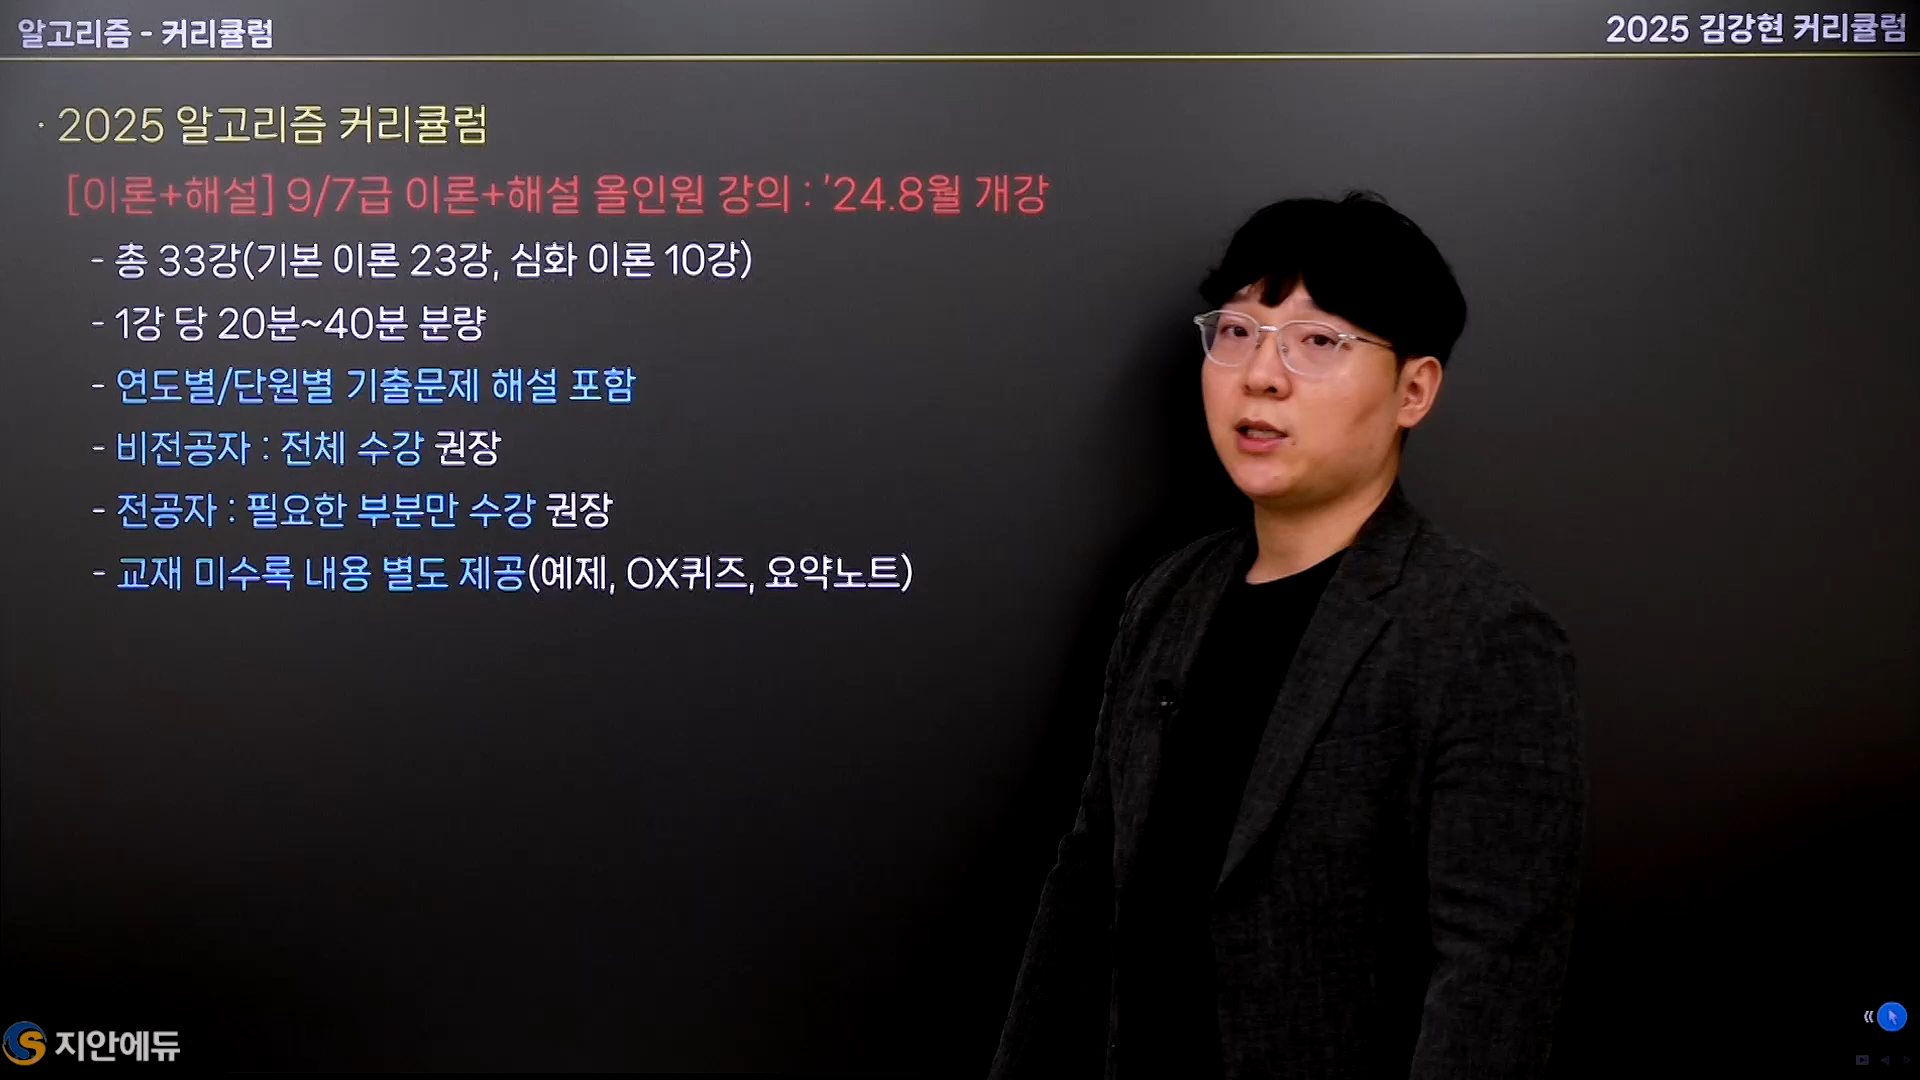 알고리즘 - 커리큘럼
2025 김강현 커리큘럼
· 2025 알고리즘 커리큘럼
[이론+해설] 9/7급 이론+해설 올인원 강의 : ’24.8월 개강
- 총 33강(기본 이론 23강, 심화 이론 10강)
- 1강 당 20분~40분 분량
- 연도별/단원별 기출문제 해설 포함
- 비전공자 : 전체 수강 권장
- 전공자 : 필요한 부분만 수강 권장
- 교재 미수록 내용 별도 제공(예제, OX퀴즈, 요약노트)
지안에듀